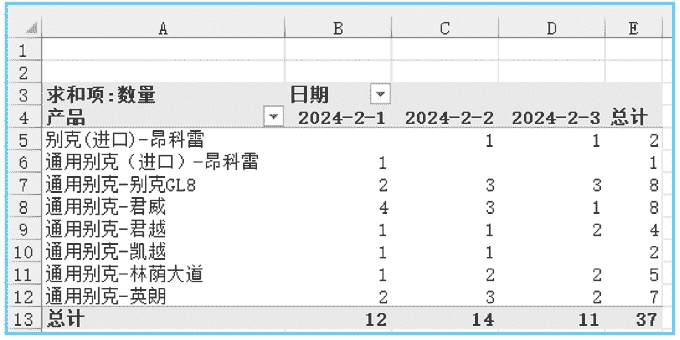 A B C D E
1
2
3 求和项:数量 日期
4 产品 2024-2-1 2024-2-2 2024-2-3 总计
5 别克(进口)-昂科雷 1 1 2
6 通用别克（进口）-昂科雷 1 1
7 通用别克-别克GL8 2 3 3 8
8 通用别克-君威 4 3 1 8
9 通用别克-君越 1 1 2 4
10 通用别克-凯越 1 1 2
11 通用别克-林荫大道 1 2 2 5
12 通用别克-英朗 2 3 2 7
13 总计 12 14 11 37